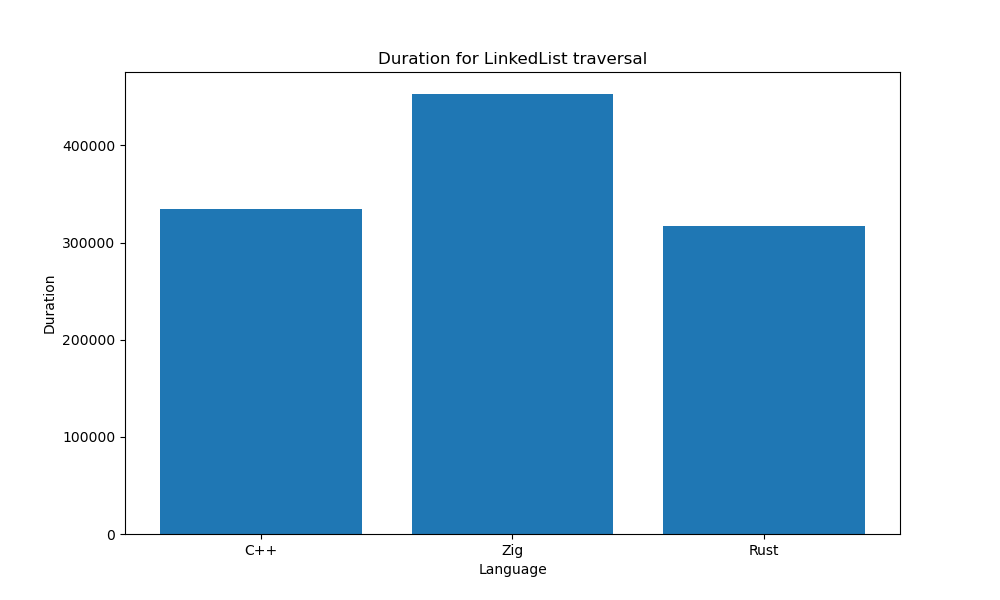 Duration for LinkedList traversal
400000
300000
200000
100000
0
Duration
C++ Zig Rust
Language